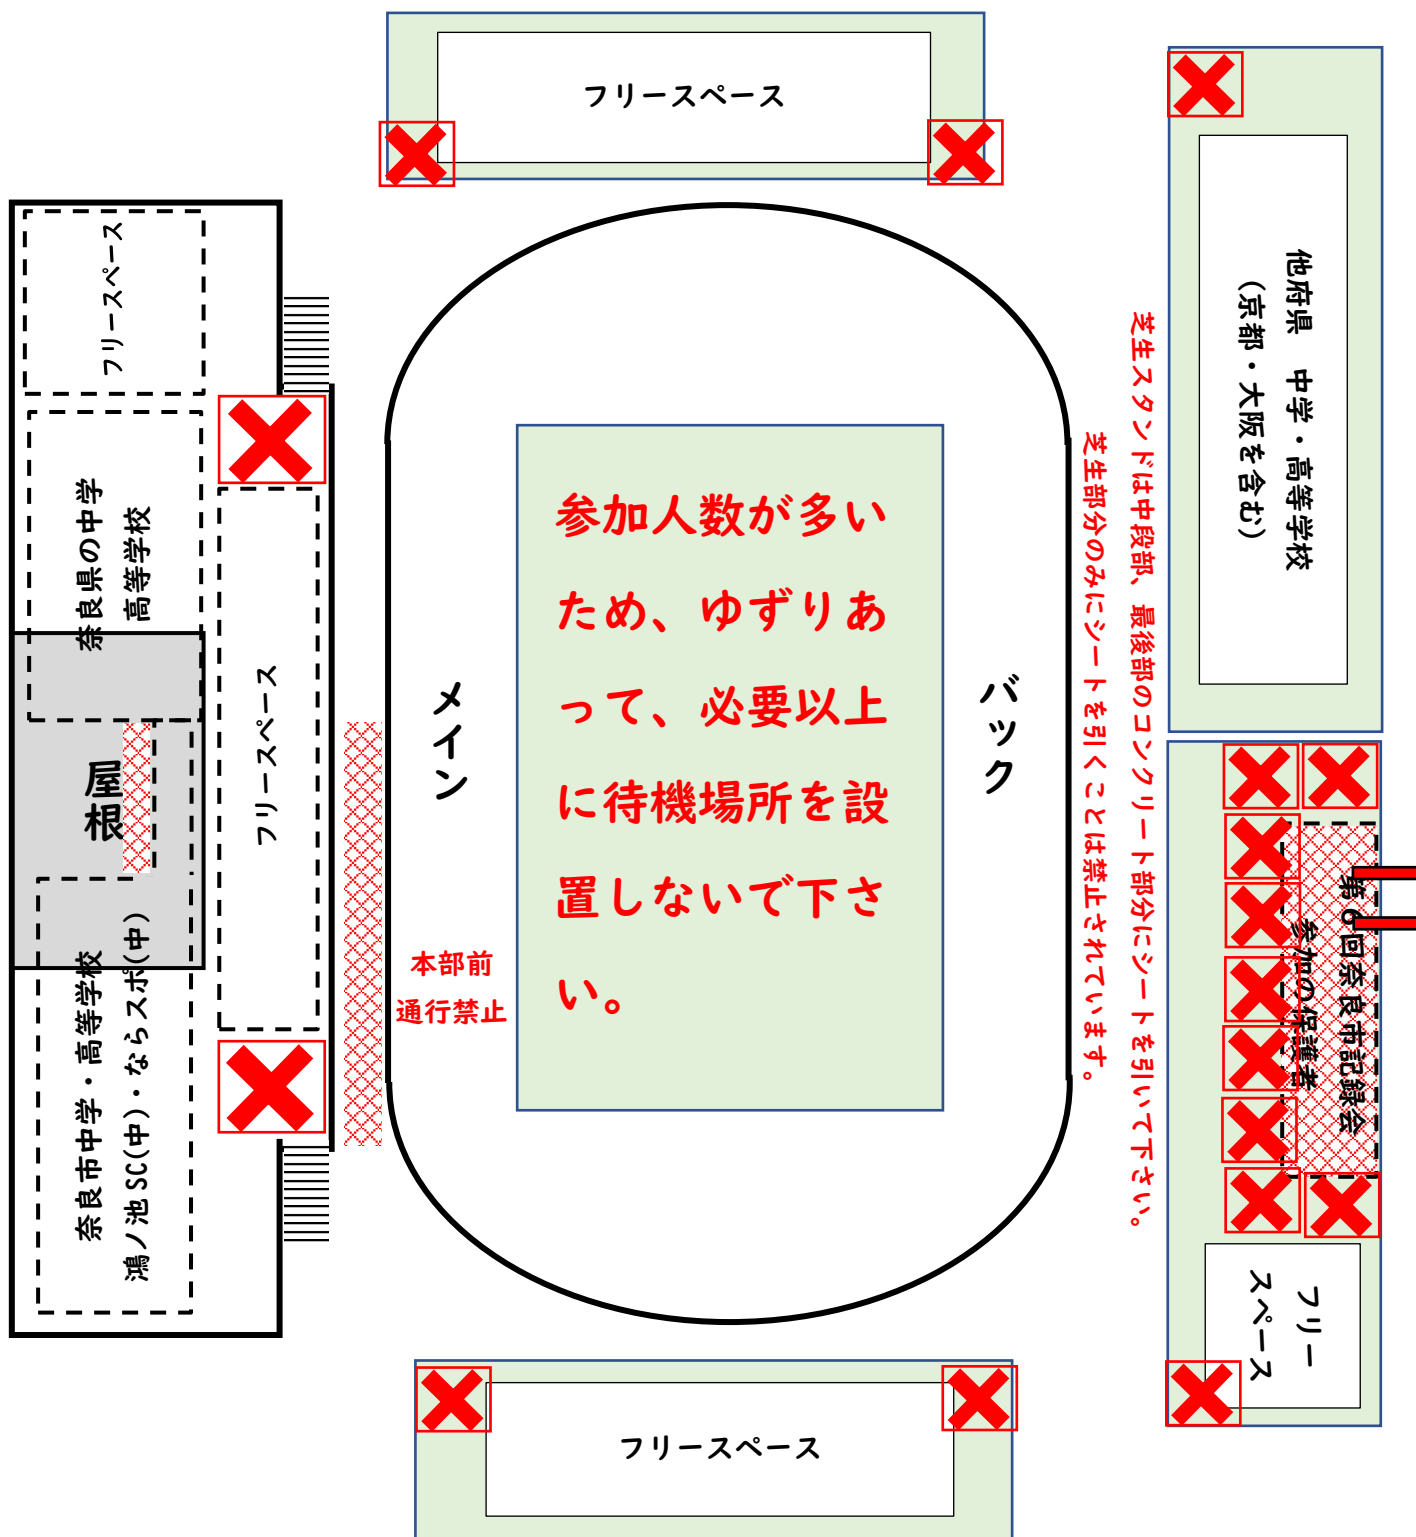 フリースペース
フリースペース
奈良県の中学
高等学校
屋根
奈良市中学・高等学校
鴻ノ池SC(中)・ならスポ(中)
フリースペース
メイン
本部前
通行禁止
参加人数が多い
ため、ゆずりあ
って、必要以上
に待機場所を設
置しないで下さ
い。
バック
芝生スタンドは中段部、最後部のコンクリート部分にシートを引いて下さい。
芝生部分のみにシートを引くことは禁止されています。
他府県 中学・高等学校
(京都・大阪を含む)
第6回奈良市記録会
参加の保護者
フリー
スペース
フリースペース